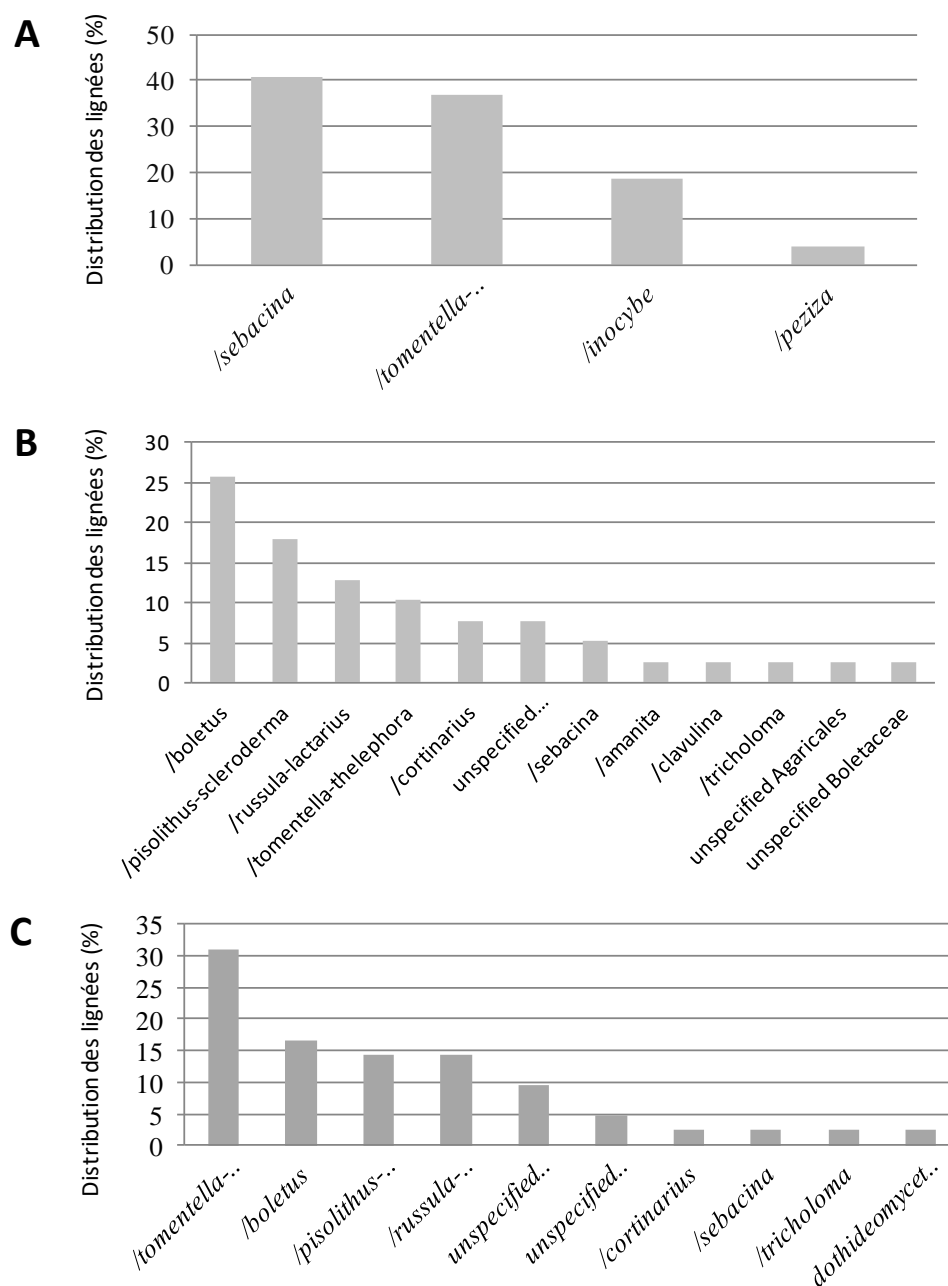 A
Distribution des lignées (%)
50
40
30
20
10
0
/sebacina
/tomentella-..
/inocybe
/peziza
B
Distribution des lignées (%)
30
25
20
15
10
5
0
/boletus
/pisolithus-scleroderma
/russula-lactarius
/tomentella-thelephora
/cortinarius
unspecified...
/sebacina
/amanita
/clavulina
/tricholoma
unspecified Agaricales
unspecified Boletaceae
C
Distribution des lignées (%)
35
30
25
20
15
10
5
0
/tomentella-..
/boletus
/pisolithus-..
/russula-..
unspecified..
unspecified..
/cortinarius
/sebacina
/tricholoma
dothideomycet..